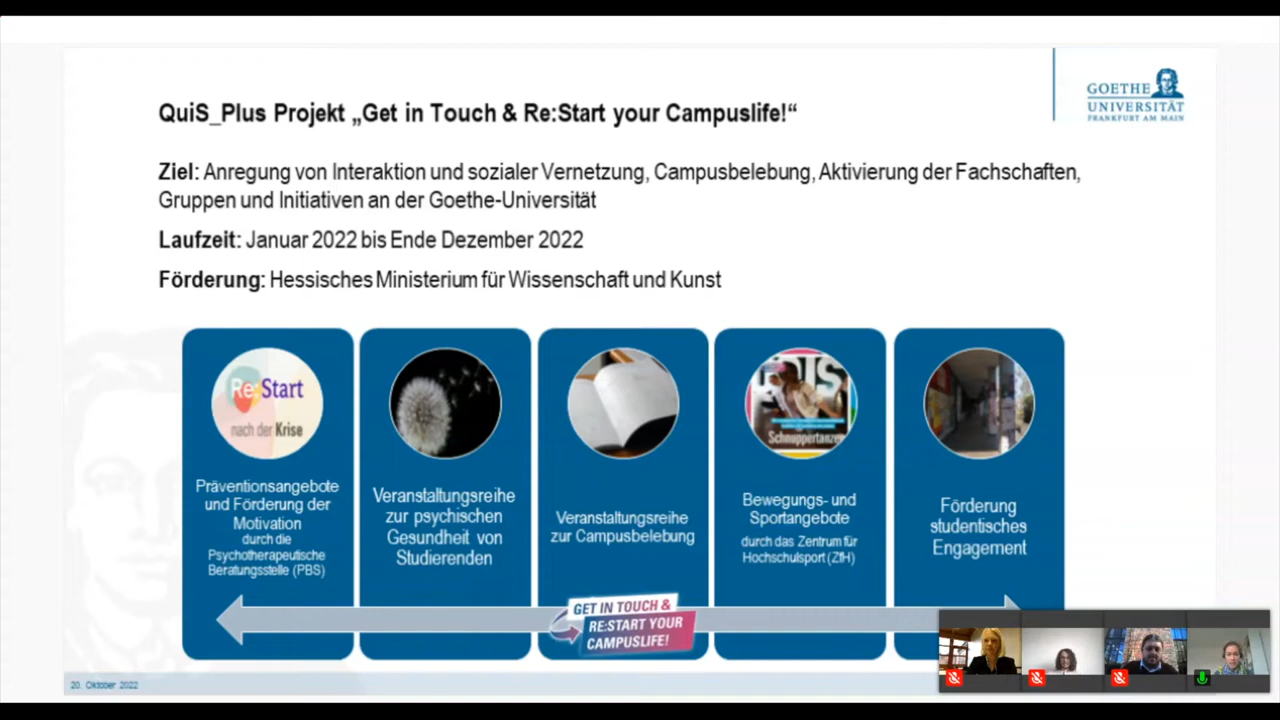 GOETHE
UNIVERSITÄT
FRANKFURT AM MAIN
QuiS_Plus Projekt „Get in Touch & Re:Start your Campuslife!“
Ziel: Anregung von Interaktion und sozialer Vernetzung, Campusbelebung, Aktivierung der Fachschaften,
Gruppen und Initiativen an der Goethe-Universität
Laufzeit: Januar 2022 bis Ende Dezember 2022
Förderung: Hessisches Ministerium für Wissenschaft und Kunst
Re:Start
nach der Krise
Präventionsangebote
und Förderung der
Motivation
durch die
Psychotherapeutische
Beratungsstelle (PBS)
Veranstaltungsreihe
zur psychischen
Gesundheit von
Studierenden
Veranstaltungsreihe
zur Campusbelebung
Schnuppertanzen
Bewegungs- und
Sportangebote
durch das Zentrum für
Hochschulsport (ZfH)
Förderung
studentisches
Engagement
GET IN TOUCH &
RE:START YOUR
CAMPUSLIFE!
20. Oktober 2022